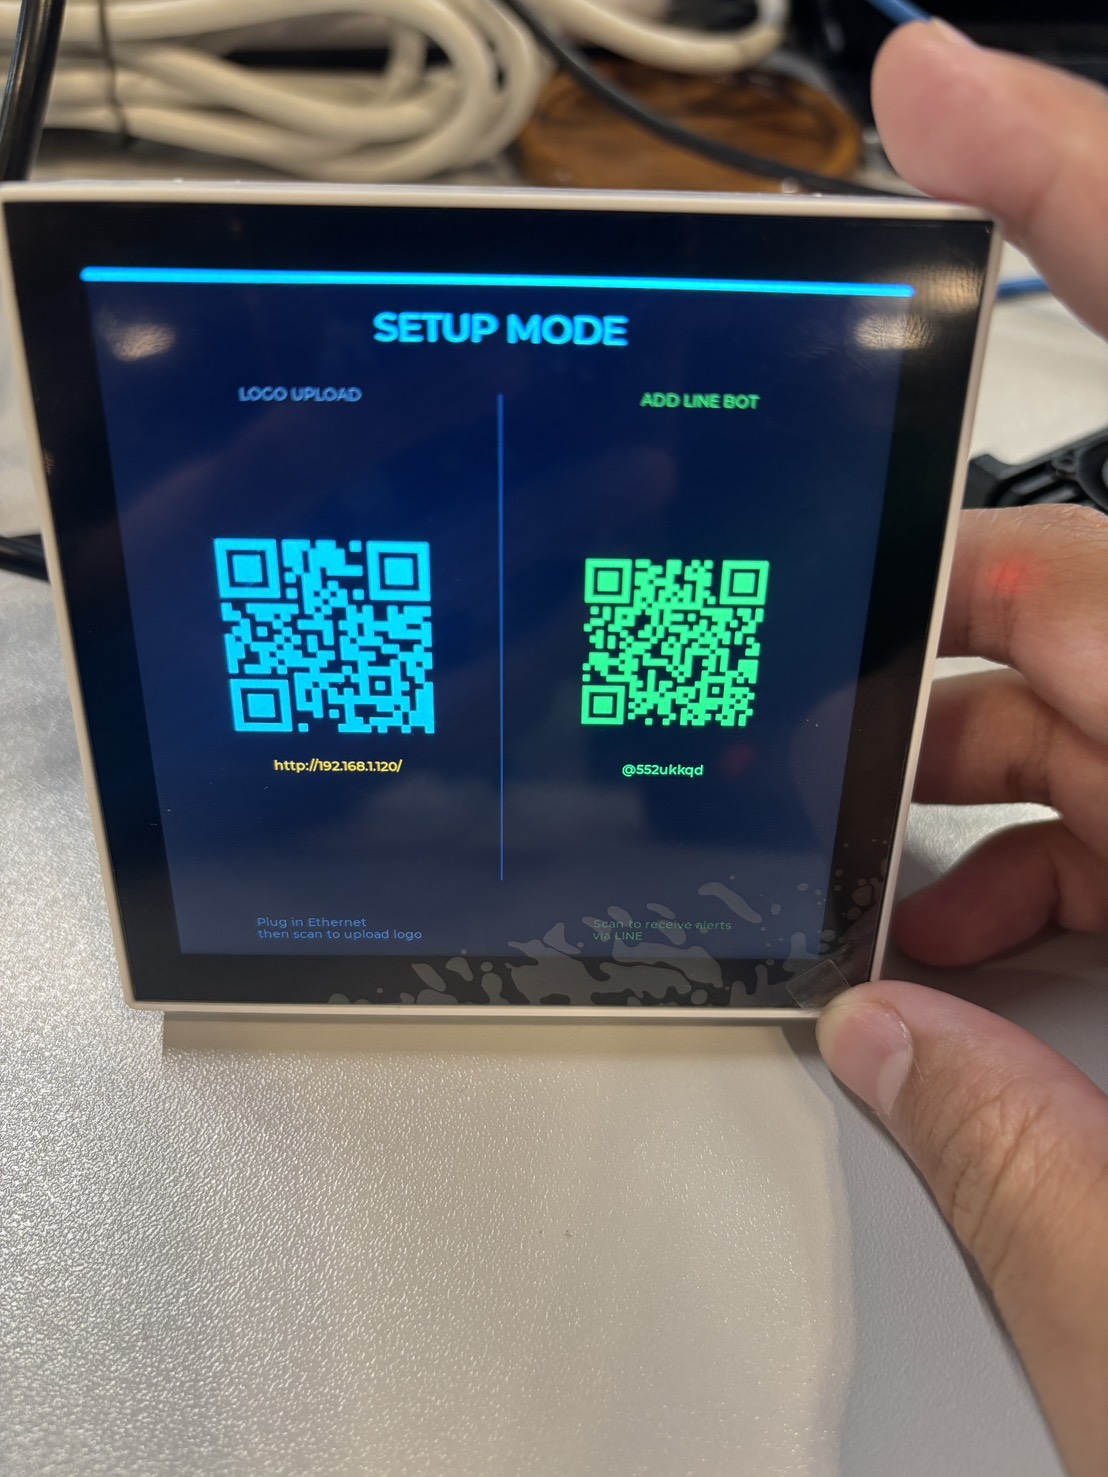 SETUP MODE
LOGO UPLOAD
http://192.168.1.120/
Plug in Ethernet
then scan to upload logo
ADD LINE BOT
@552ukkqd
Scan to receive alerts
via LINE